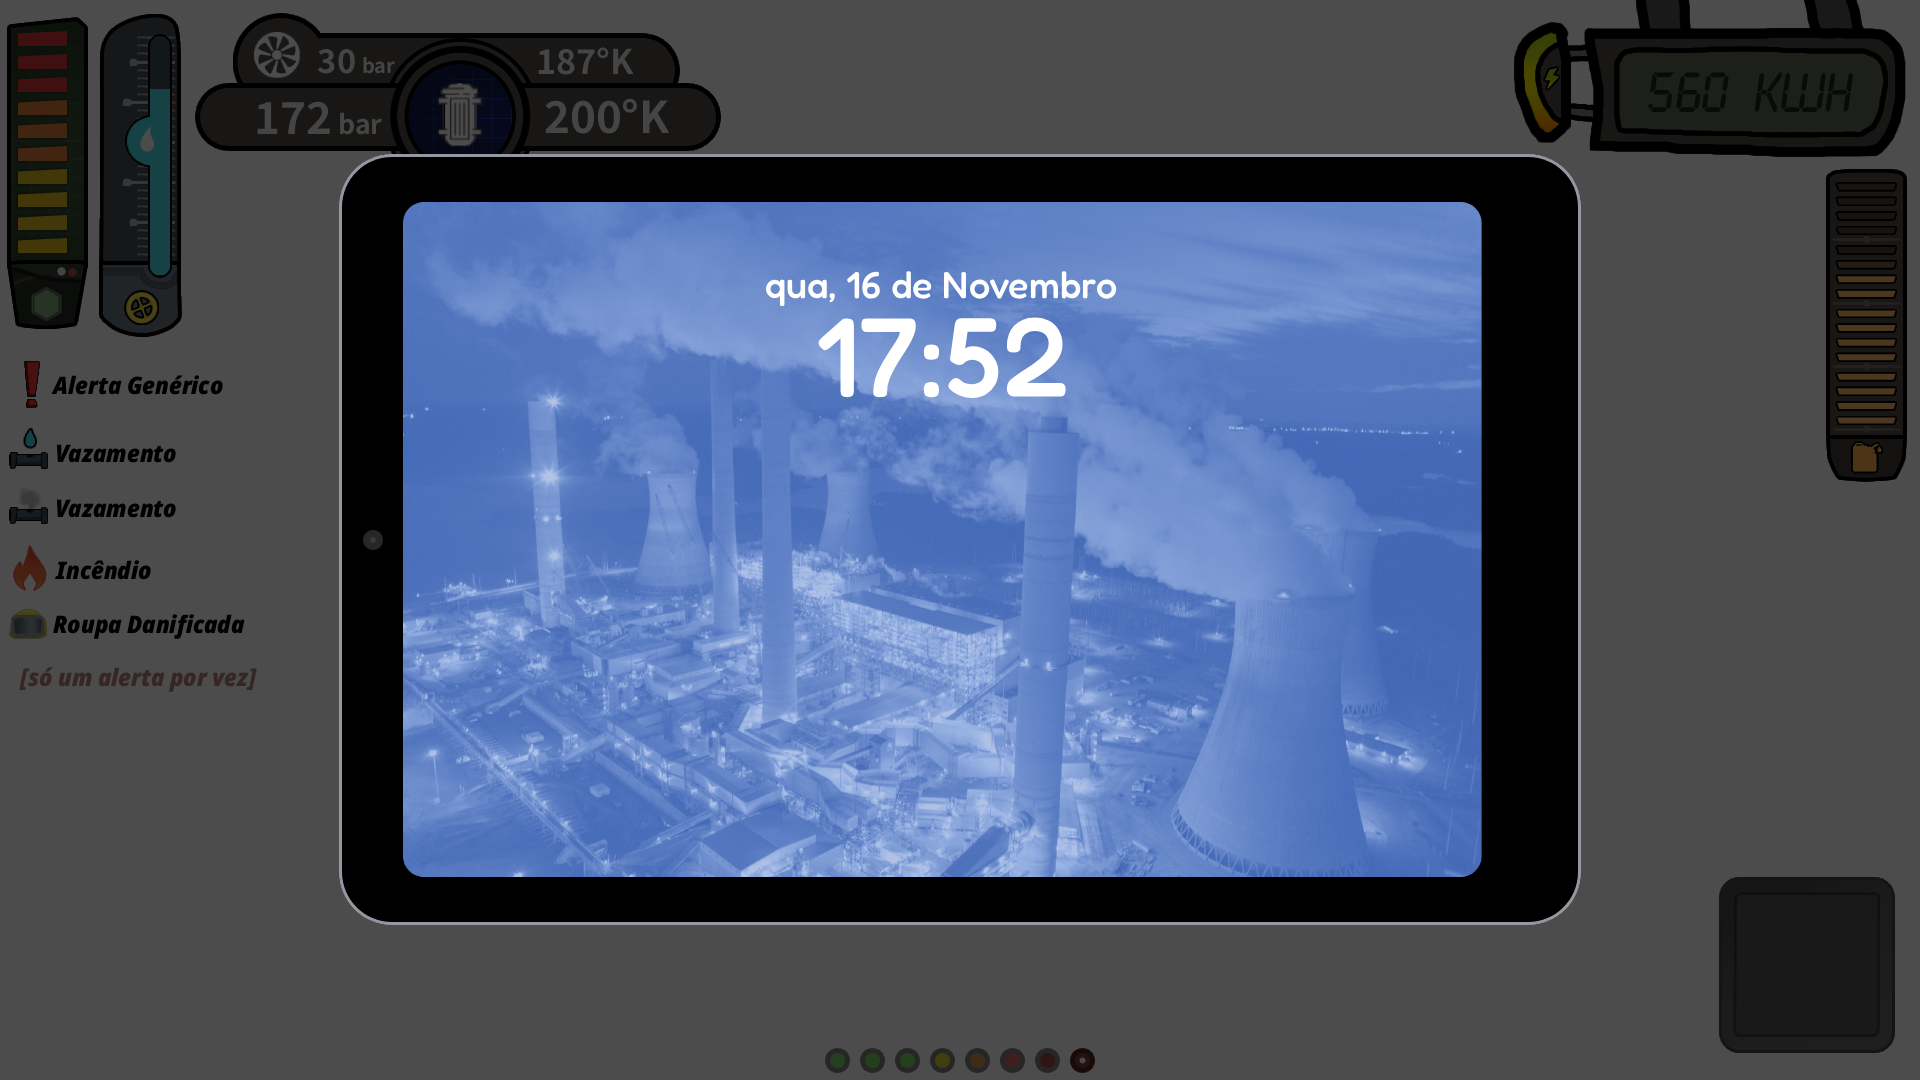 30 bar
187°K
172 bar
200°K
560 KWH
qua, 16 de Novembro
17:52
Alerta Genérico
Vazamento
Vazamento
Incêndio
Roupa Danificada
[só um alerta por vez]